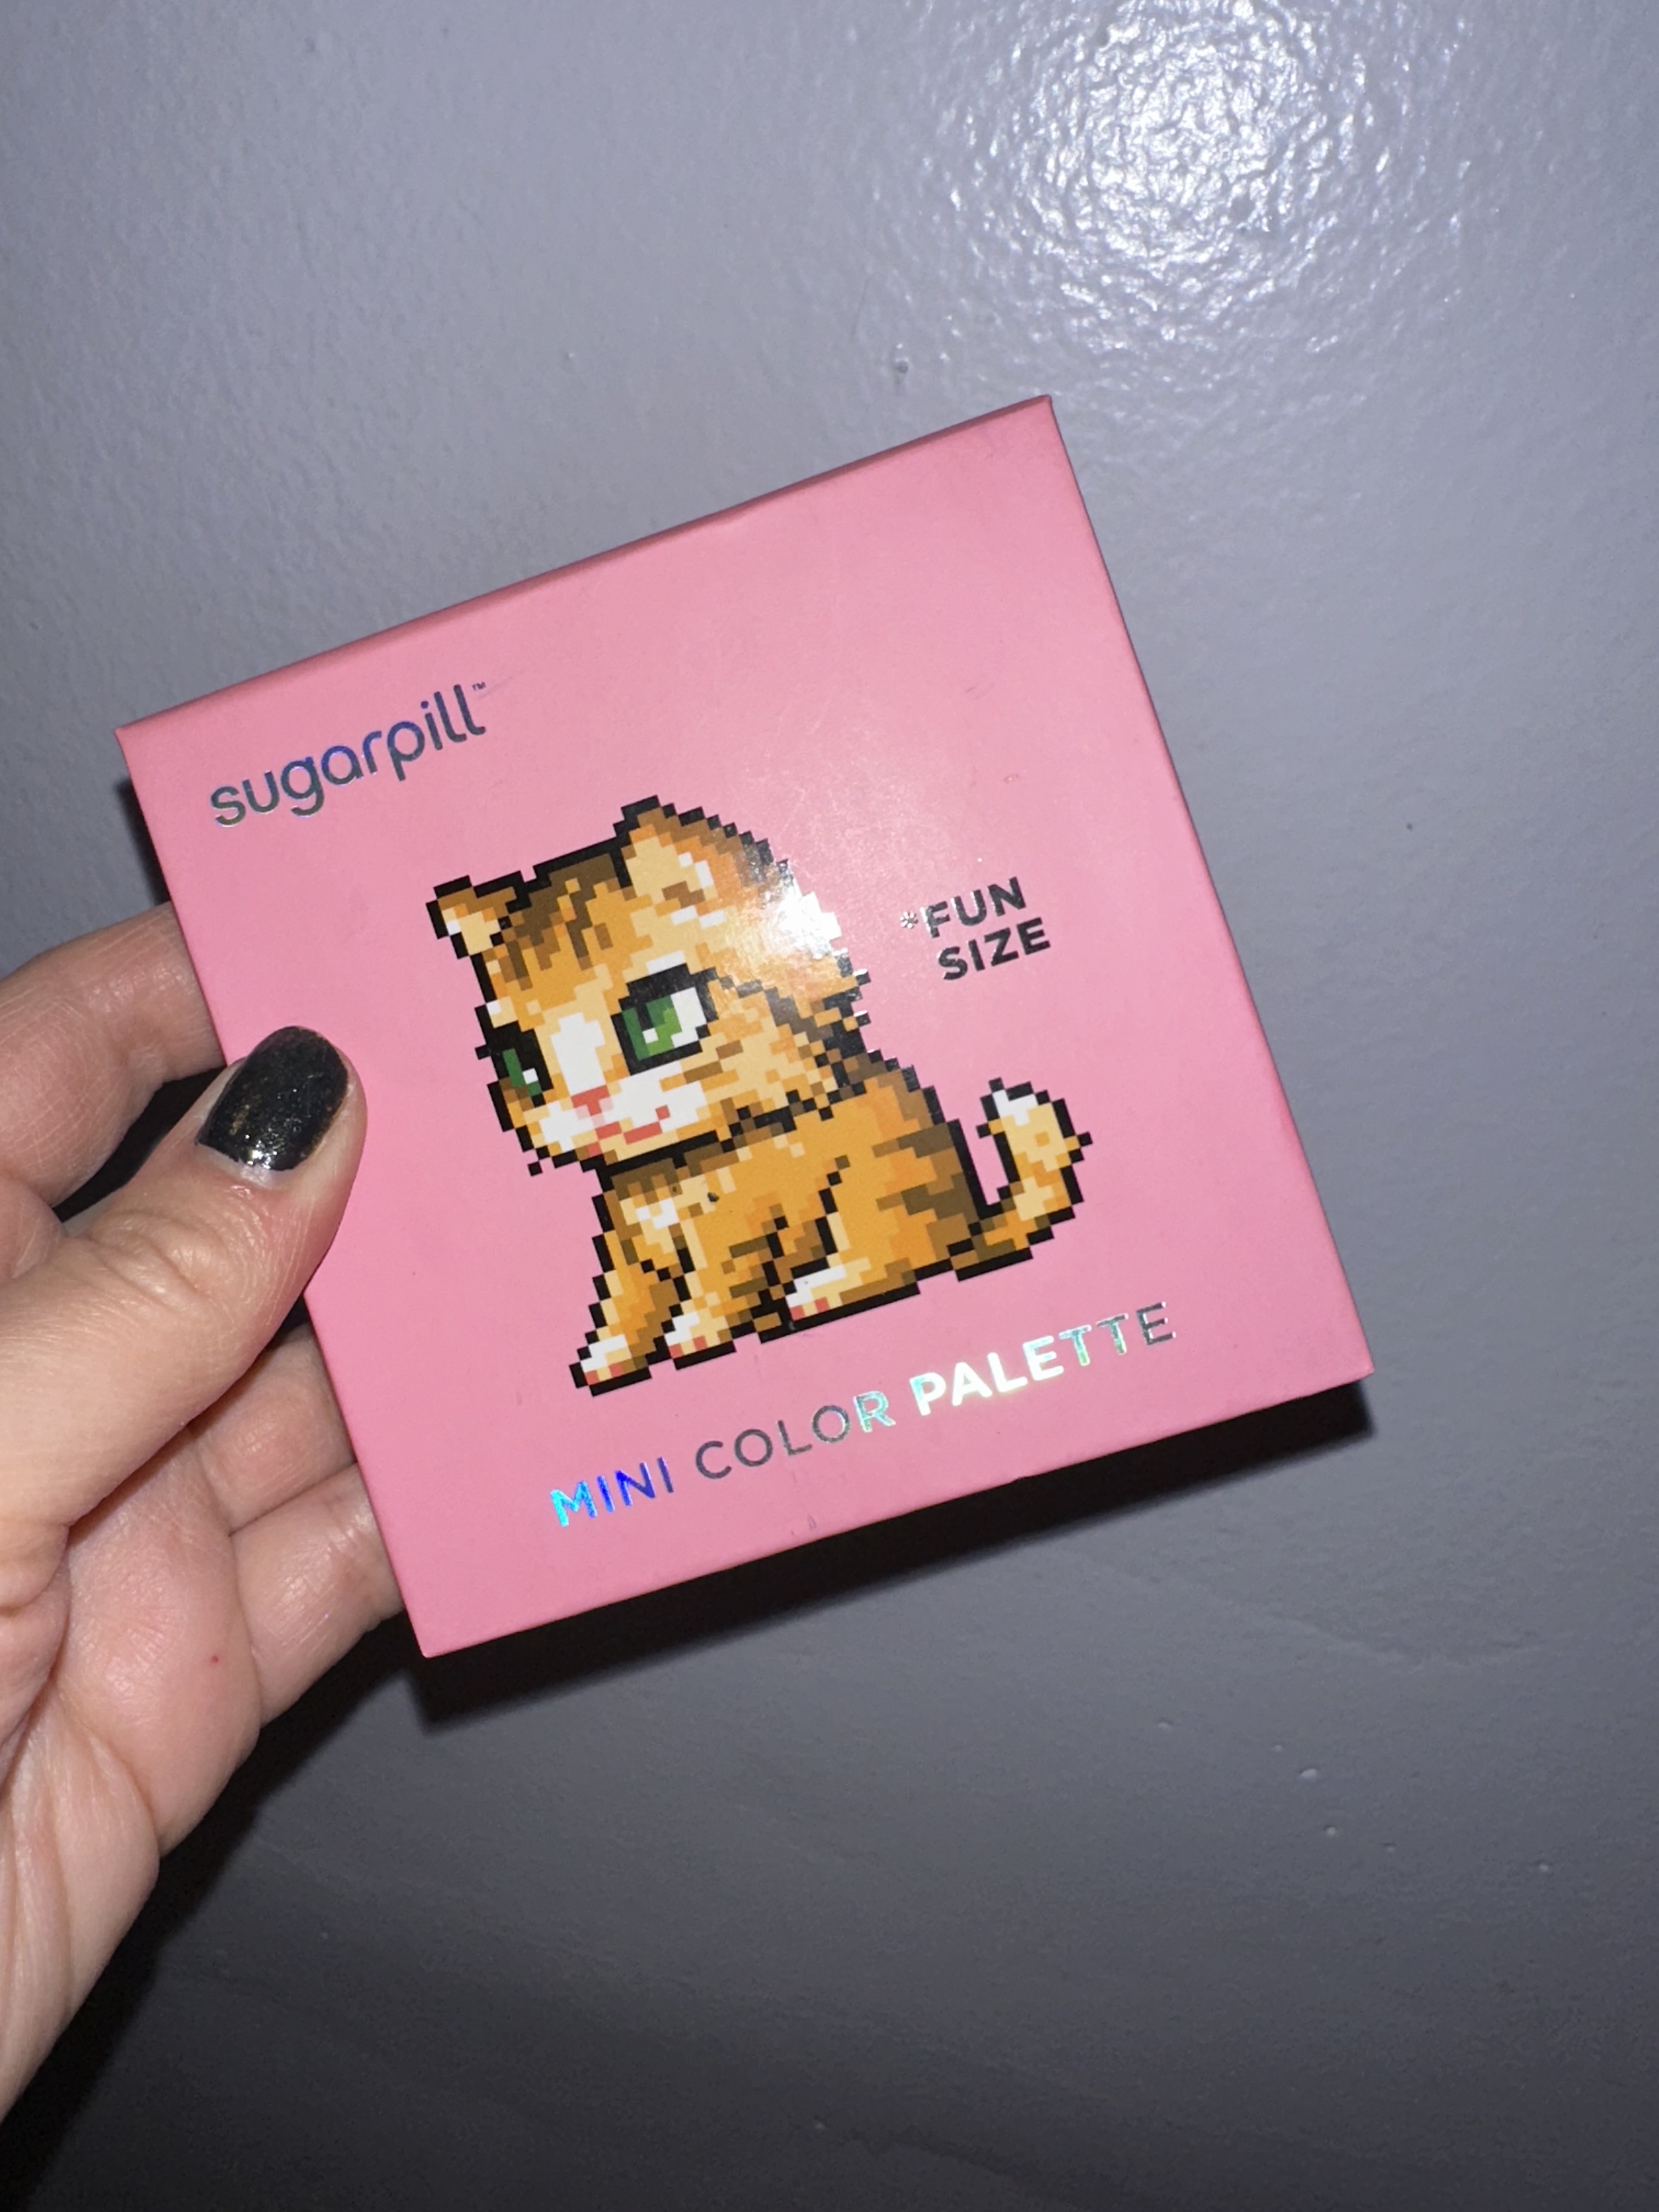 sugarpill™
*FUN
SIZE
MINI COLOR PALETTE